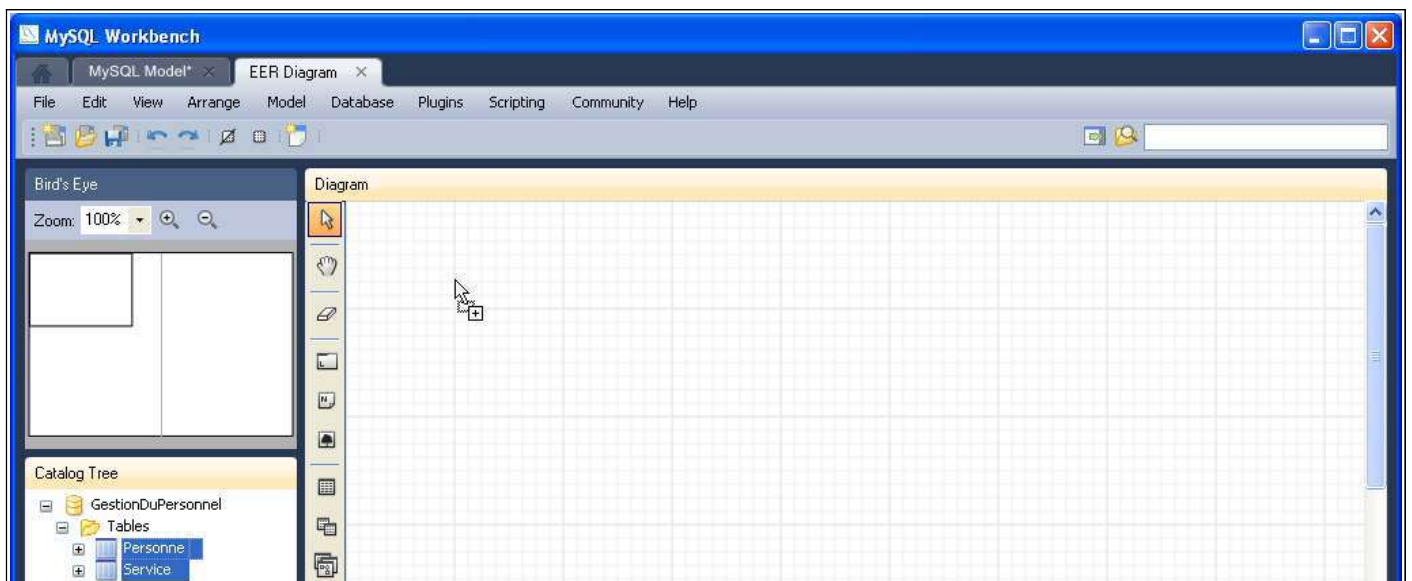 MySQL Workbench
MySQL Model* EER Diagram
File Edit View Arrange Model Database Plugins Scripting Community Help
Bird's Eye
Diagram
Zoom: 100%
Catalog Tree
GestionDuPersonnel
Tables
Personne
Service